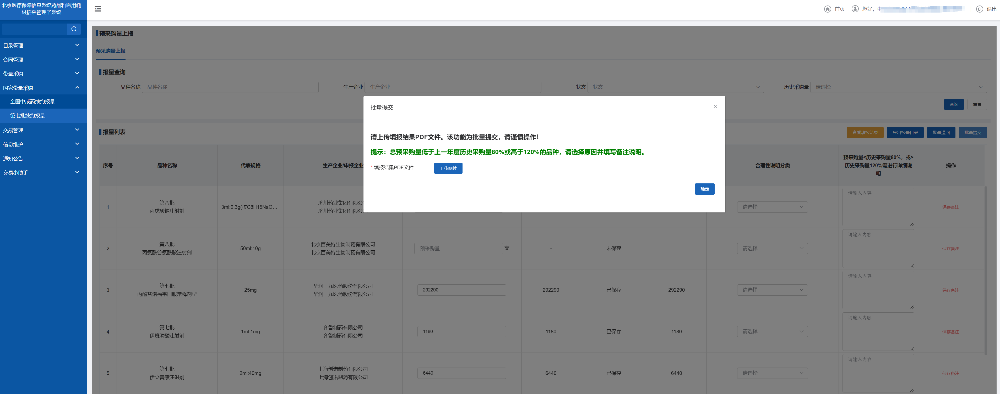 北京医疗保障信息系统药品和医用耗
材招采管理子系统
首页
您好，
退出
目录管理
合同管理
带量采购
国家带量采购
全国中成药续约报量
第七批续约报量
交易管理
信息维护
通知公告
交易小助手
预采购量上报
预采购量上报
报量查询
品种名称 品种名称
生产企业 生产企业
状态 状态
历史采购量 请选择
查询 重置
报量列表
查看填报结果 导出报量目录 批量退回 批量提交
批量提交
请上传填报结果PDF文件。该功能为批量提交，请谨慎操作！
提示：总预采购量低于上一年度历史采购量80%或高于120%的品种，请选择原因并填写备注说明。
* 填报结果PDF文件 上传图片
确定
序号 品种名称 代表规格 生产企业/申报企业 合理性说明分类
预采购量<历史采购量80%，或>
历史采购量120%需进行详细说
明
操作
1
第八批
丙戊酸钠注射剂
3ml:0.3g(按C8H15NaO...
济川药业集团有限公
济川药业集团有限公
请选择
请输入内容
保存备注
2
第八批
丙氨酰谷氨酰胺注射剂
50ml:10g
北京百美特生物制药有限公司
北京百美特生物制药有限公司
预采购量 支
-
未保存
请选择
请输入内容
保存备注
3
第七批
丙酚替诺福韦口服常释剂型
25mg
华润三九医药股份有限公司
华润三九医药股份有限公司
292290
292290
已保存
292290
请选择
请输入内容
保存备注
4
第七批
伊班膦酸注射剂
1ml:1mg
齐鲁制药有限公司
齐鲁制药有限公司
1180
1180
已保存
1180
请选择
请输入内容
保存备注
5
第七批
伊立替康注射剂
2ml:40mg
上海创诺制药有限公司
上海创诺制药有限公司
6440
6440
已保存
6440
请选择
请输入内容
保存备注